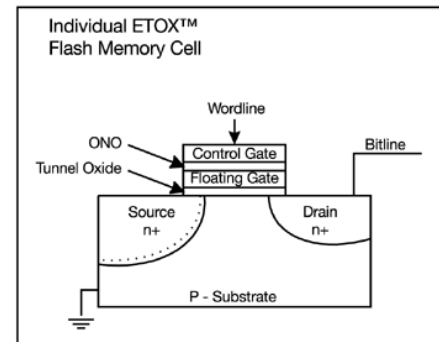 Individual ETOX™
Flash Memory Cell
Wordline
ONO
Control Gate
Bitline
Tunnel Oxide
Floating Gate
Source
n+
Drain
n+
P - Substrate